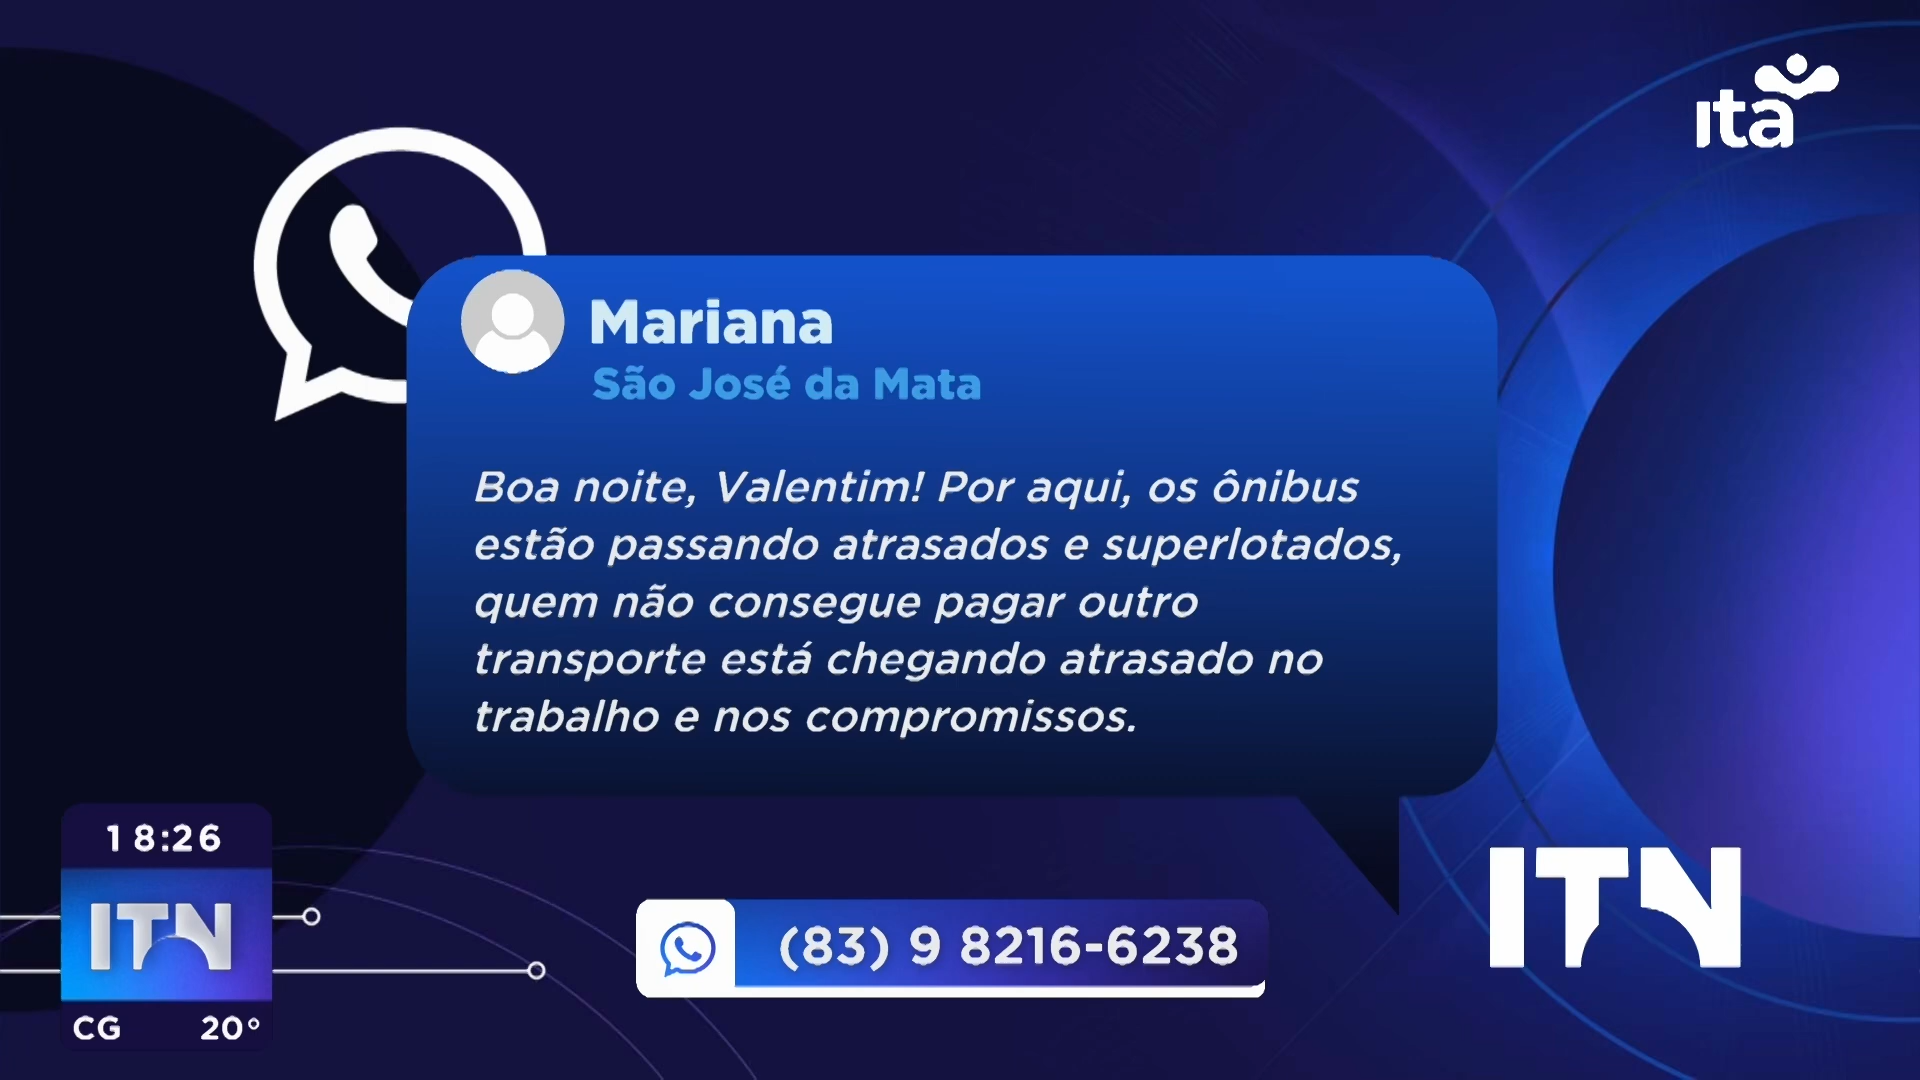 ita
Mariana
São José da Mata
Boa noite, Valentim! Por aqui, os ônibus
estão passando atrasados e superlotados,
quem não consegue pagar outro
transporte está chegando atrasado no
trabalho e nos compromissos.
18:26
ITN
CG 20°
(83) 9 8216-6238
ITN